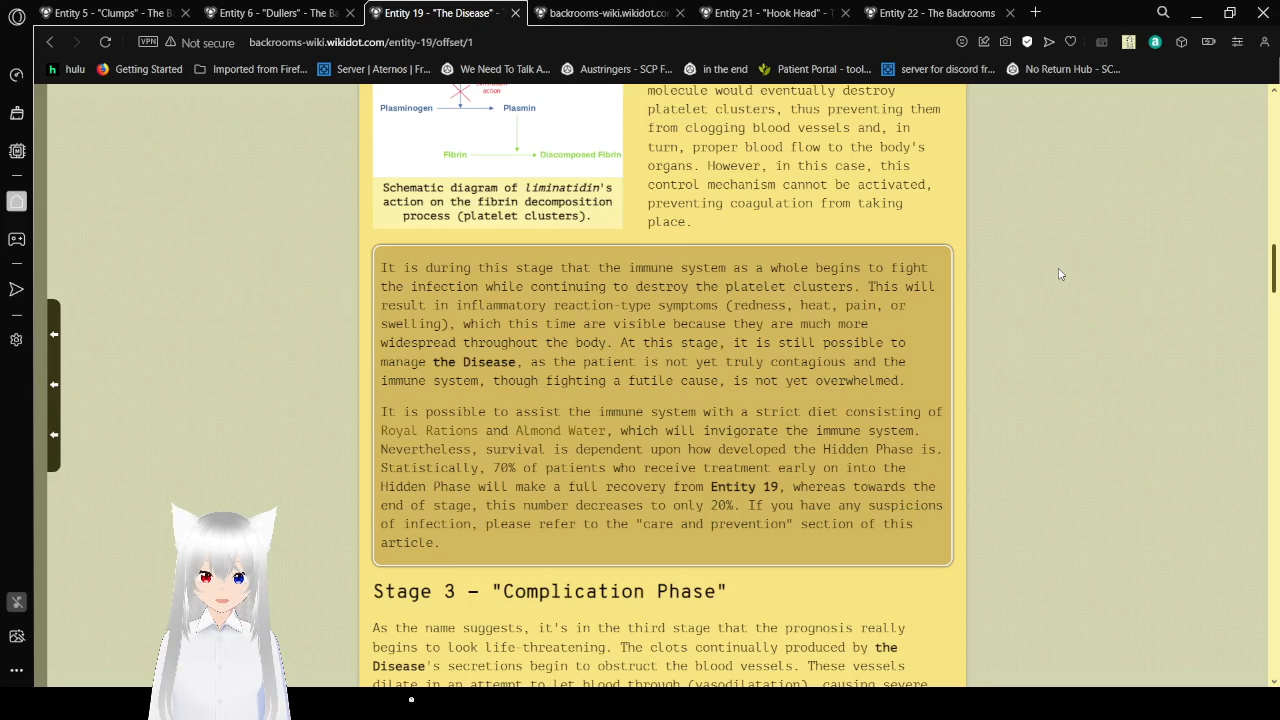 Entity 5 - "Clumps" - The B
Entity 6 - "Dullers" - The Ba
Entity 19 - "The Disease" -
backrooms-wiki.wikidot.co
Entity 21 - "Hook Head" - T
Entity 22 - The Backrooms
VPN Not secure backrooms-wiki.wikidot.com/entity-19/offset/1
hulu Getting Started Imported from Firef... Server | Aternos | Fr... We Need To Talk A... Austringers - SCP F... in the end Patient Portal - tool... server for discord fr... No Return Hub - SC...
action
Plasminogen Plasmin
Fibrin Discomposed Fibrin
Schematic diagram of liminatidin's
action on the fibrin decomposition
process (platelet clusters).
molecule would eventually destroy
platelet clusters, thus preventing them
from clogging blood vessels and, in
turn, proper blood flow to the body's
organs. However, in this case, this
control mechanism cannot be activated,
preventing coagulation from taking
place.
It is during this stage that the immune system as a whole begins to fight
the infection while continuing to destroy the platelet clusters. This will
result in inflammatory reaction-type symptoms (redness, heat, pain, or
swelling), which this time are visible because they are much more
widespread throughout the body. At this stage, it is still possible to
manage the Disease, as the patient is not yet truly contagious and the
immune system, though fighting a futile cause, is not yet overwhelmed.
It is possible to assist the immune system with a strict diet consisting of
Royal Rations and Almond Water, which will invigorate the immune system.
Nevertheless, survival is dependent upon how developed the Hidden Phase is.
Statistically, 70% of patients who receive treatment early on into the
Hidden Phase will make a full recovery from Entity 19, whereas towards the
end of stage, this number decreases to only 20%. If you have any suspicions
of infection, please refer to the "care and prevention" section of this
article.
Stage 3 - "Complication Phase"
As the name suggests, it's in the third stage that the prognosis really
begins to look life-threatening. The clots continually produced by the
Disease's secretions begin to obstruct the blood vessels. These vessels
dilate in an attempt to let blood through (vasodilatation), causing severe